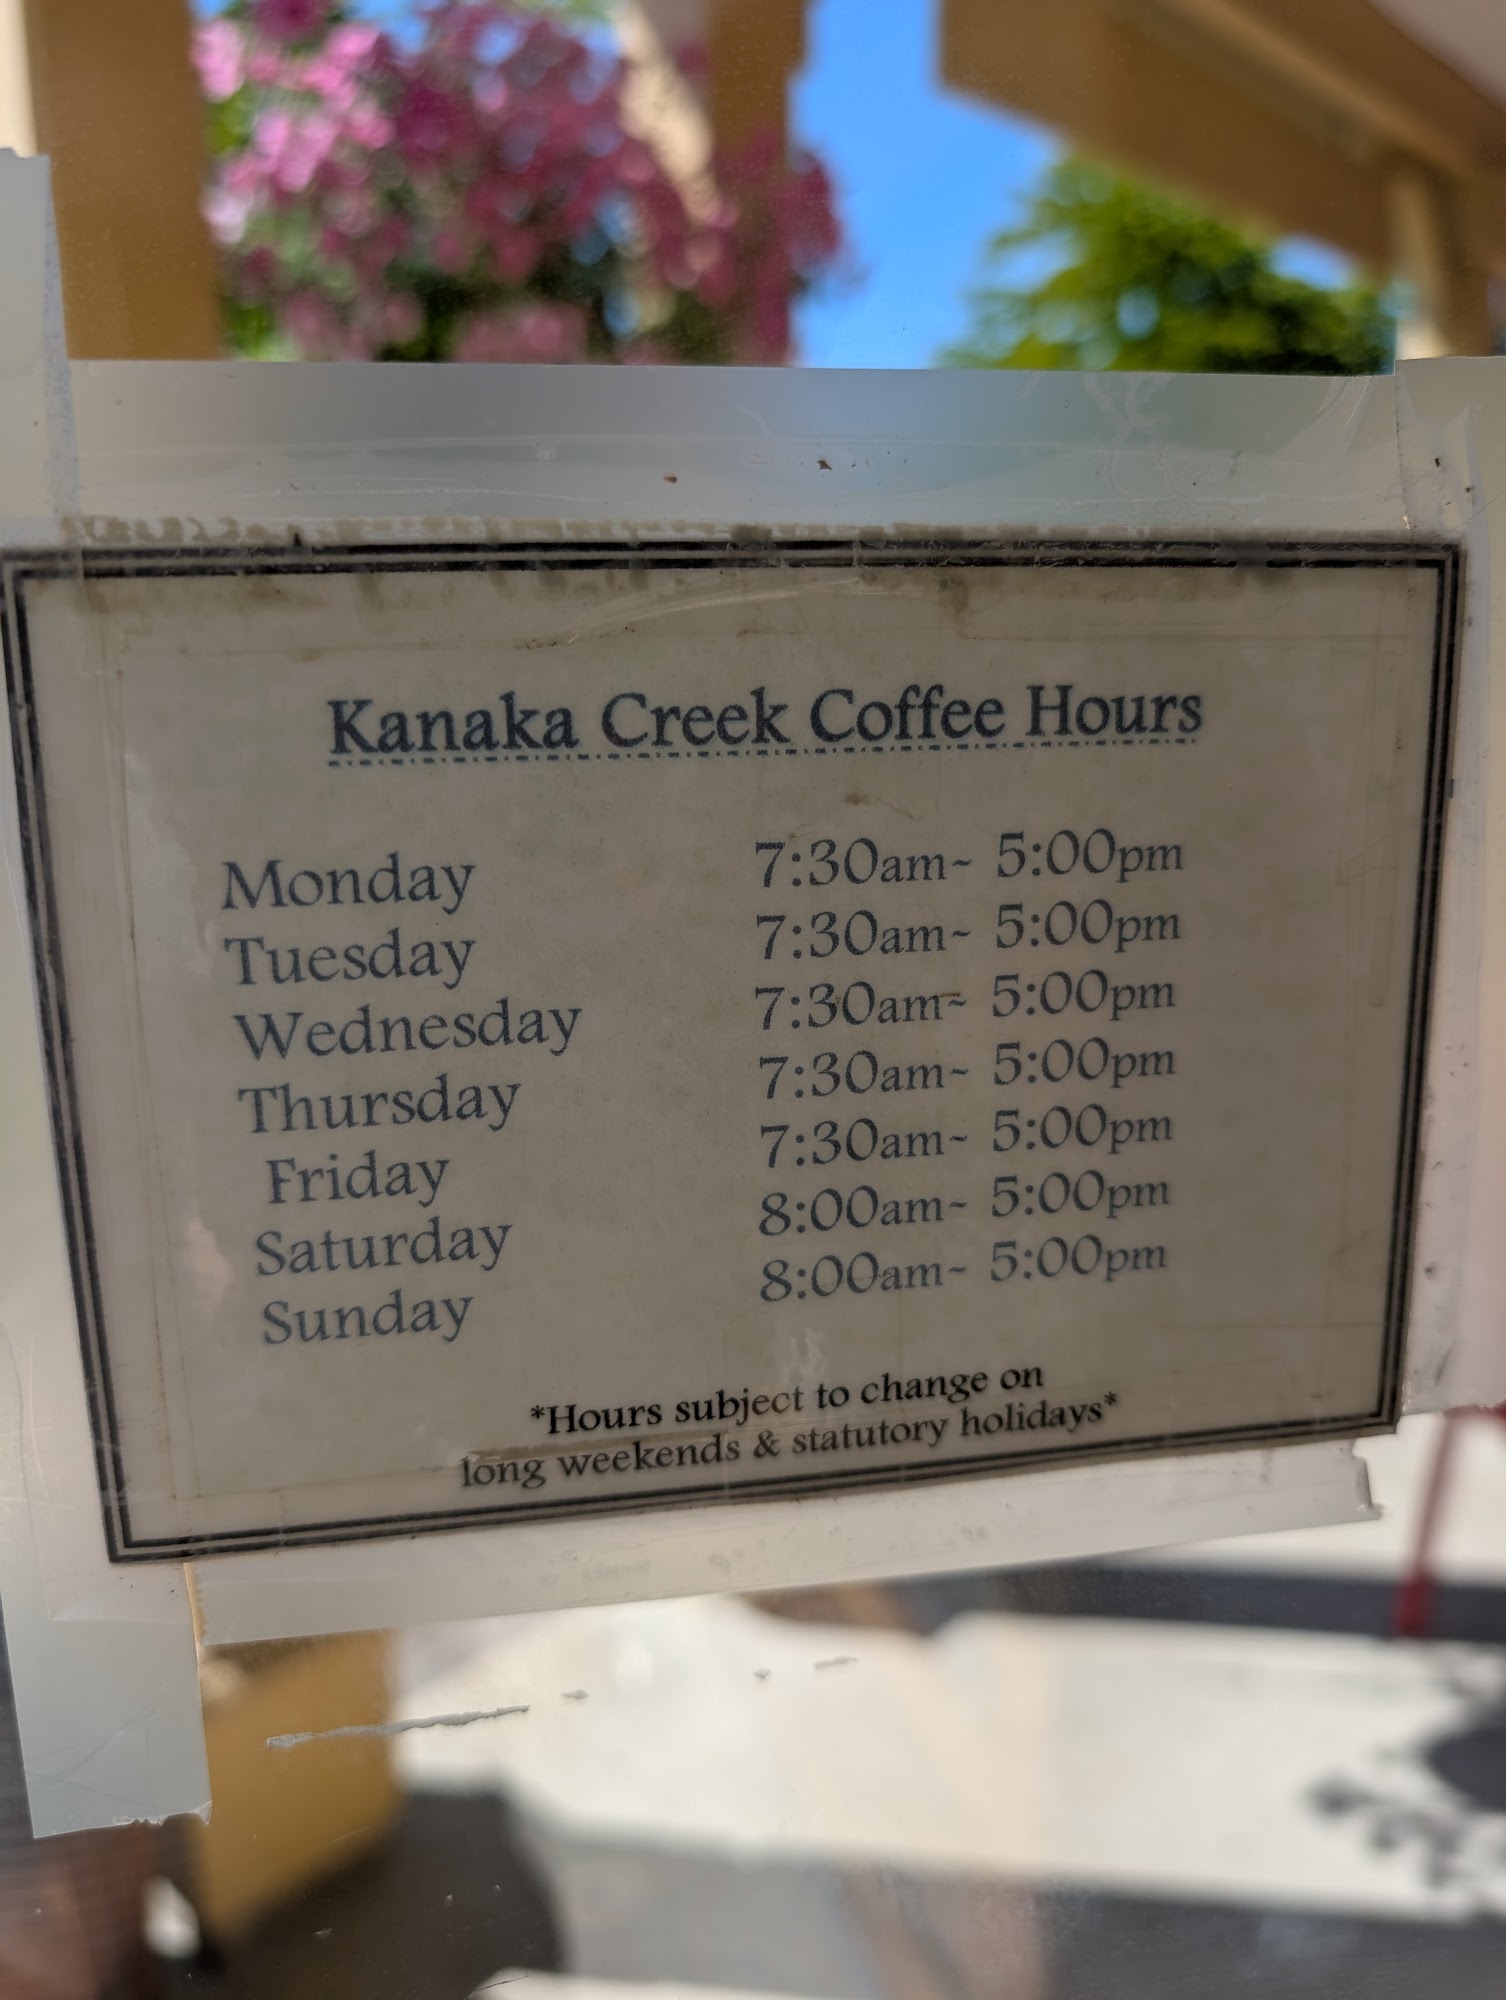 Kanaka Creek Coffee Hours
Monday 7:30am~ 5:00pm
Tuesday 7:30am~ 5:00pm
Wednesday 7:30am~ 5:00pm
Thursday 7:30am~ 5:00pm
Friday 7:30am~ 5:00pm
Saturday 8:00am~ 5:00pm
Sunday 8:00am~ 5:00pm
*Hours subject to change on
long weekends & statutory holidays*